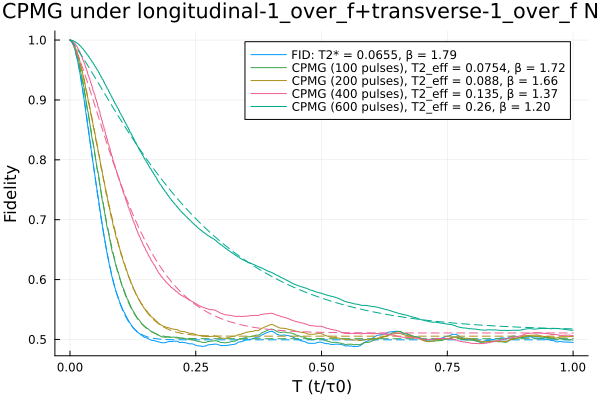 CPMG under longitudinal-1_over_f+transverse-1_over_f N
1.0
0.9
0.8
0.7
0.6
0.5
Fidelity
FID: T2* = 0.0655, β = 1.79
CPMG (100 pulses), T2_eff = 0.0754, β = 1.72
CPMG (200 pulses), T2_eff = 0.088, β = 1.66
CPMG (400 pulses), T2_eff = 0.135, β = 1.37
CPMG (600 pulses), T2_eff = 0.26, β = 1.20
0.00 0.25 0.50 0.75 1.00
T (t/τ0)